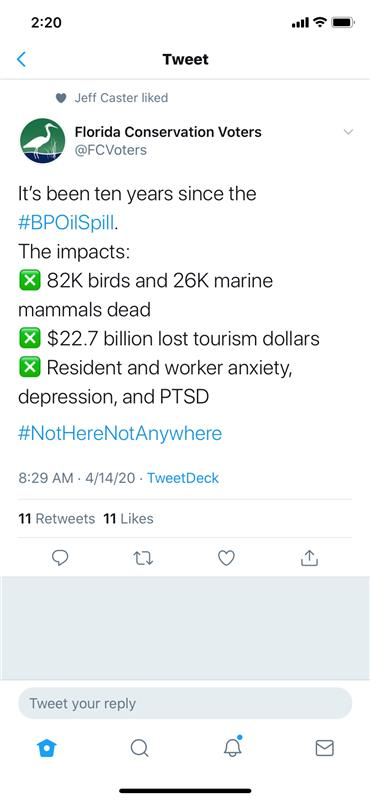 2:20
Tweet
Jeff Caster liked
Florida Conservation Voters
@FCVoters
It’s been ten years since the
#BPOilSpill.
The impacts:
❎ 82K birds and 26K marine
mammals dead
❎ $22.7 billion lost tourism dollars
❎ Resident and worker anxiety,
depression, and PTSD
#NotHereNotAnywhere
8:29 AM · 4/14/20 · TweetDeck
11 Retweets 11 Likes
Tweet your reply